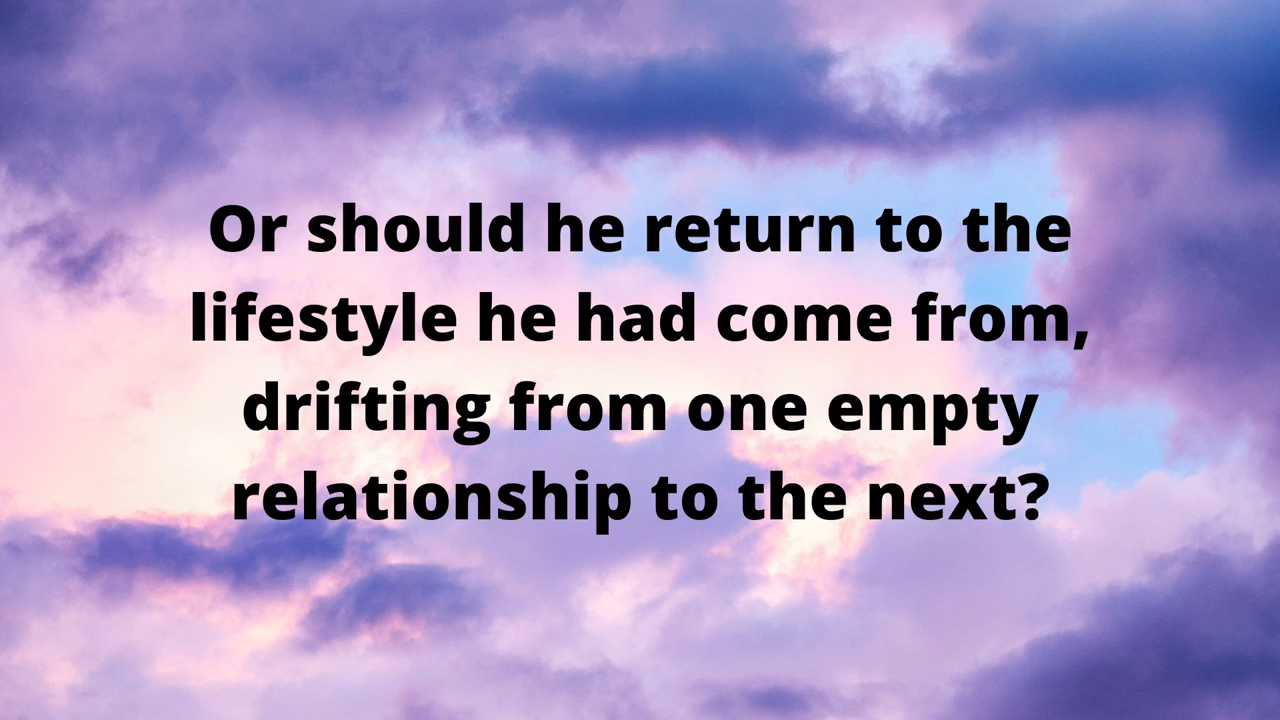 Or should he return to the
lifestyle he had come from,
drifting from one empty
relationship to the next?